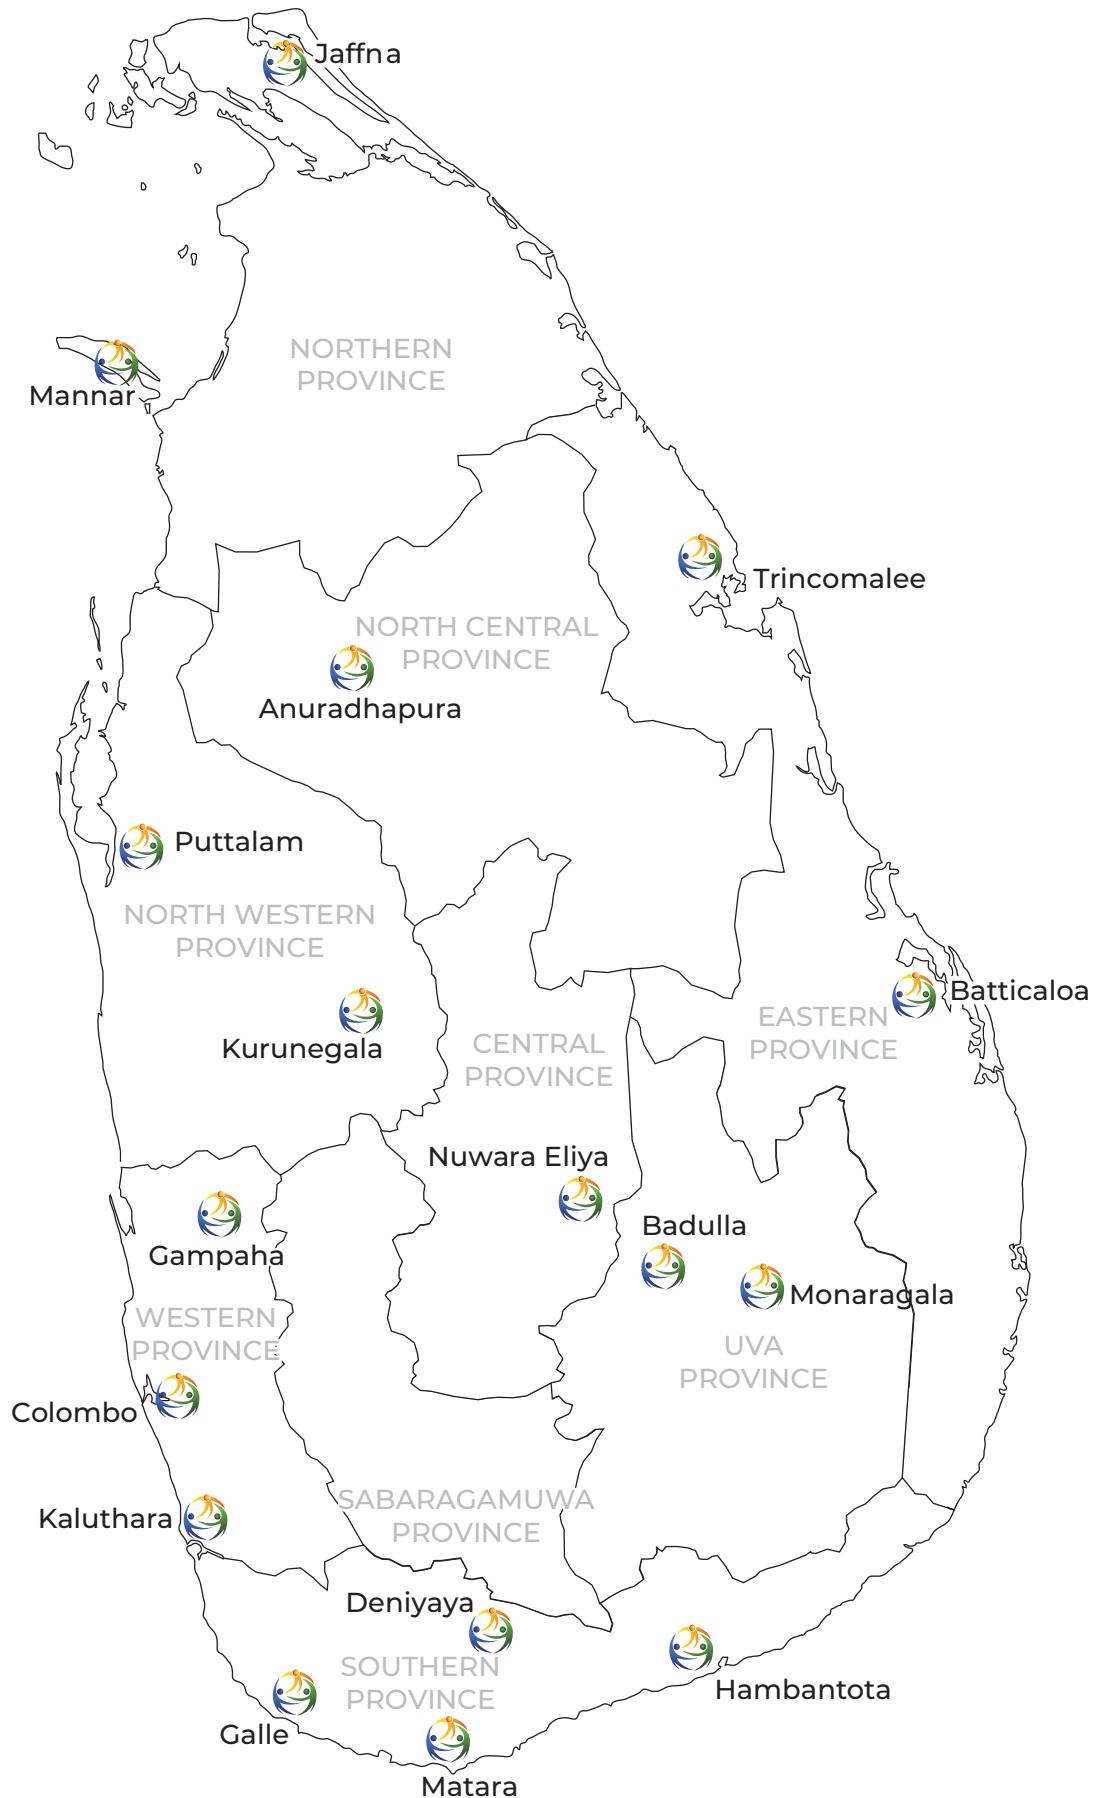 Jaffna
NORTHERN
PROVINCE
Mannar
Trincomalee
NORTH CENTRAL
PROVINCE
Anuradhapura
Puttalam
NORTH WESTERN
PROVINCE
Batticaloa
EASTERN
PROVINCE
Kurunegala
CENTRAL
PROVINCE
Nuwara Eliya
Badulla
Gampaha
Monaragala
WESTERN
PROVINCE
UVA
PROVINCE
Colombo
SABARAGAMUWA
PROVINCE
Kaluthara
Deniyaya
SOUTHERN
PROVINCE
Hambantota
Galle
Matara